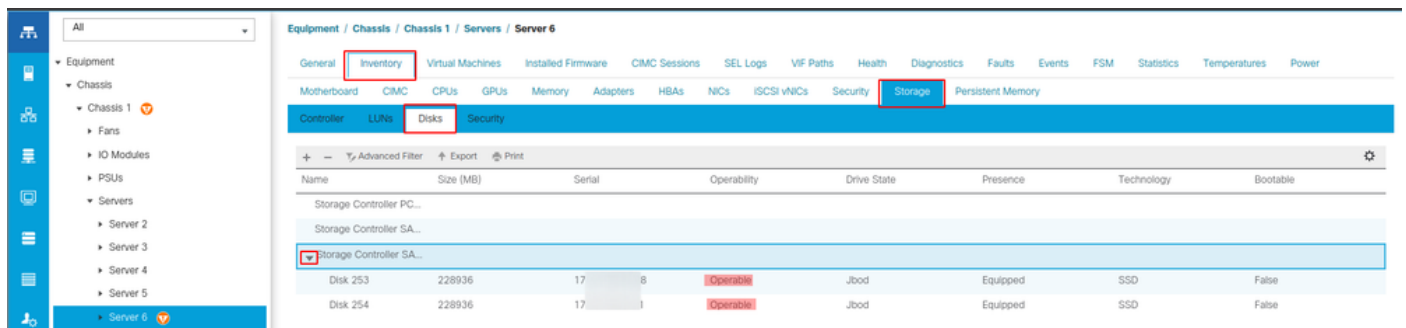 All
Equipment / Chassis / Chassis 1 / Servers / Server 6
Equipment
Chassis
Chassis 1
Fans
IO Modules
PSUs
Servers
Server 2
Server 3
Server 4
Server 5
Server 6
General Inventory Virtual Machines Installed Firmware CIMC Sessions SEL Logs VIF Paths Health Diagnostics Faults Events FSM Statistics Temperatures Power
Motherboard CIMC CPUs GPUs Memory Adapters HBAs NICs iSCSI vNICs Security Storage Persistent Memory
Controller LUNs Disks Security
+ − Advanced Filter Export Print
Name Size (MB) Serial Operability Drive State Presence Technology Bootable
Storage Controller PC...
Storage Controller SA...
Storage Controller SA...
Disk 253 228936 17 8 Operable Jbod Equipped SSD False
Disk 254 228936 17 Operable Jbod Equipped SSD False